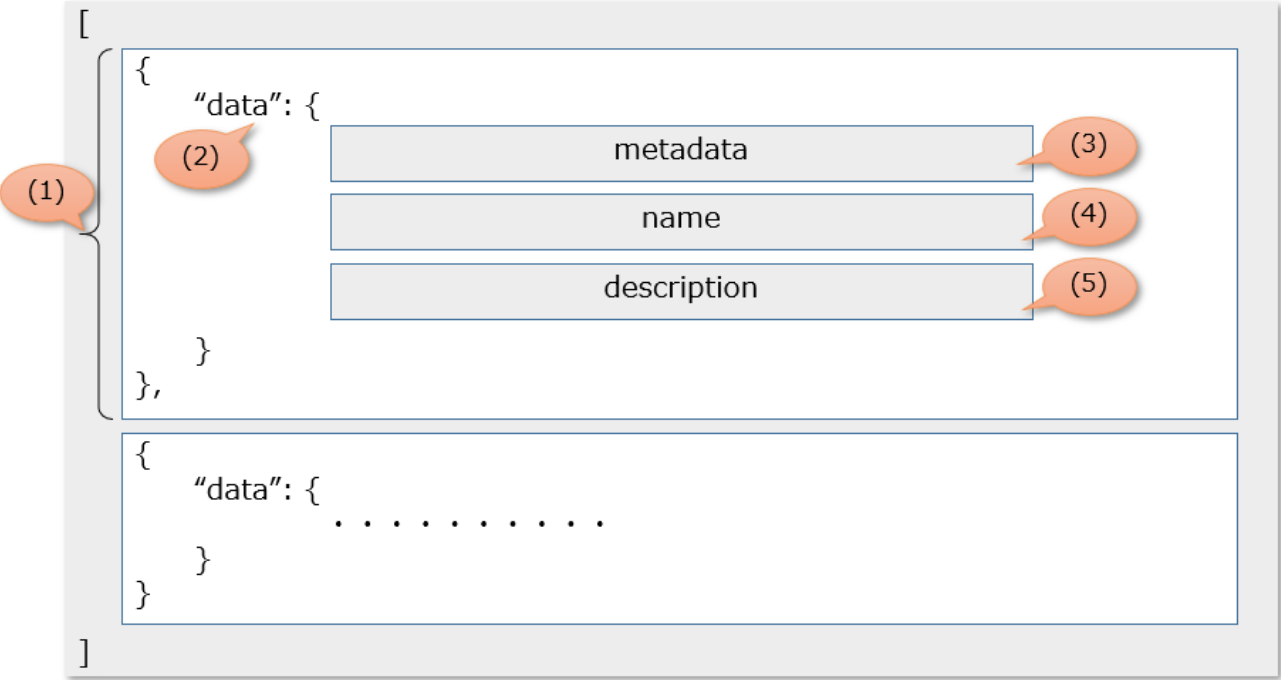 [
{
“data”: {
(2)
metadata
(3)
(1)
name
(4)
description
(5)
}
},
{
“data”: {
. . . . . . . . . .
}
}
]